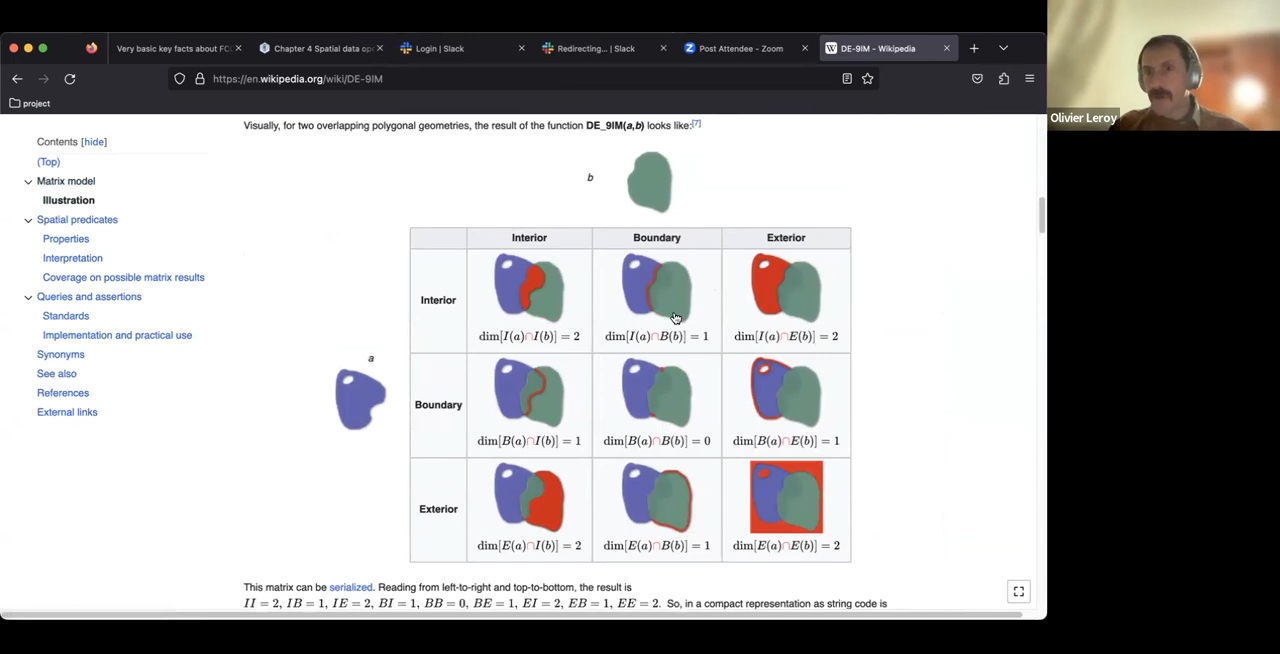 Very basic key facts about FC
Chapter 4 Spatial data op
Login | Slack
Redirecting... | Slack
Post Attendee - Zoom
DE-9IM - Wikipedia
https://en.wikipedia.org/wiki/DE-9IM
project
Olivier Leroy
Contents [hide]
(Top)
Matrix model
Illustration
Spatial predicates
Properties
Interpretation
Coverage on possible matrix results
Queries and assertions
Standards
Implementation and practical use
Synonyms
See also
References
External links
Visually, for two overlapping polygonal geometries, the result of the function DE_9IM(a,b) looks like:[7]
b
Interior Boundary Exterior
Interior
dim[I(a)∩I(b)] = 2 dim[I(a)∩B(b)] = 1 dim[I(a)∩E(b)] = 2
a
Boundary
dim[B(a)∩I(b)] = 1 dim[B(a)∩B(b)] = 0 dim[B(a)∩E(b)] = 1
Exterior
dim[E(a)∩I(b)] = 2 dim[E(a)∩B(b)] = 1 dim[E(a)∩E(b)] = 2
This matrix can be serialized. Reading from left-to-right and top-to-bottom, the result is
II = 2, IB = 1, IE = 2, BI = 1, BB = 0, BE = 1, EI = 2, EB = 1, EE = 2. So, in a compact representation as string code is